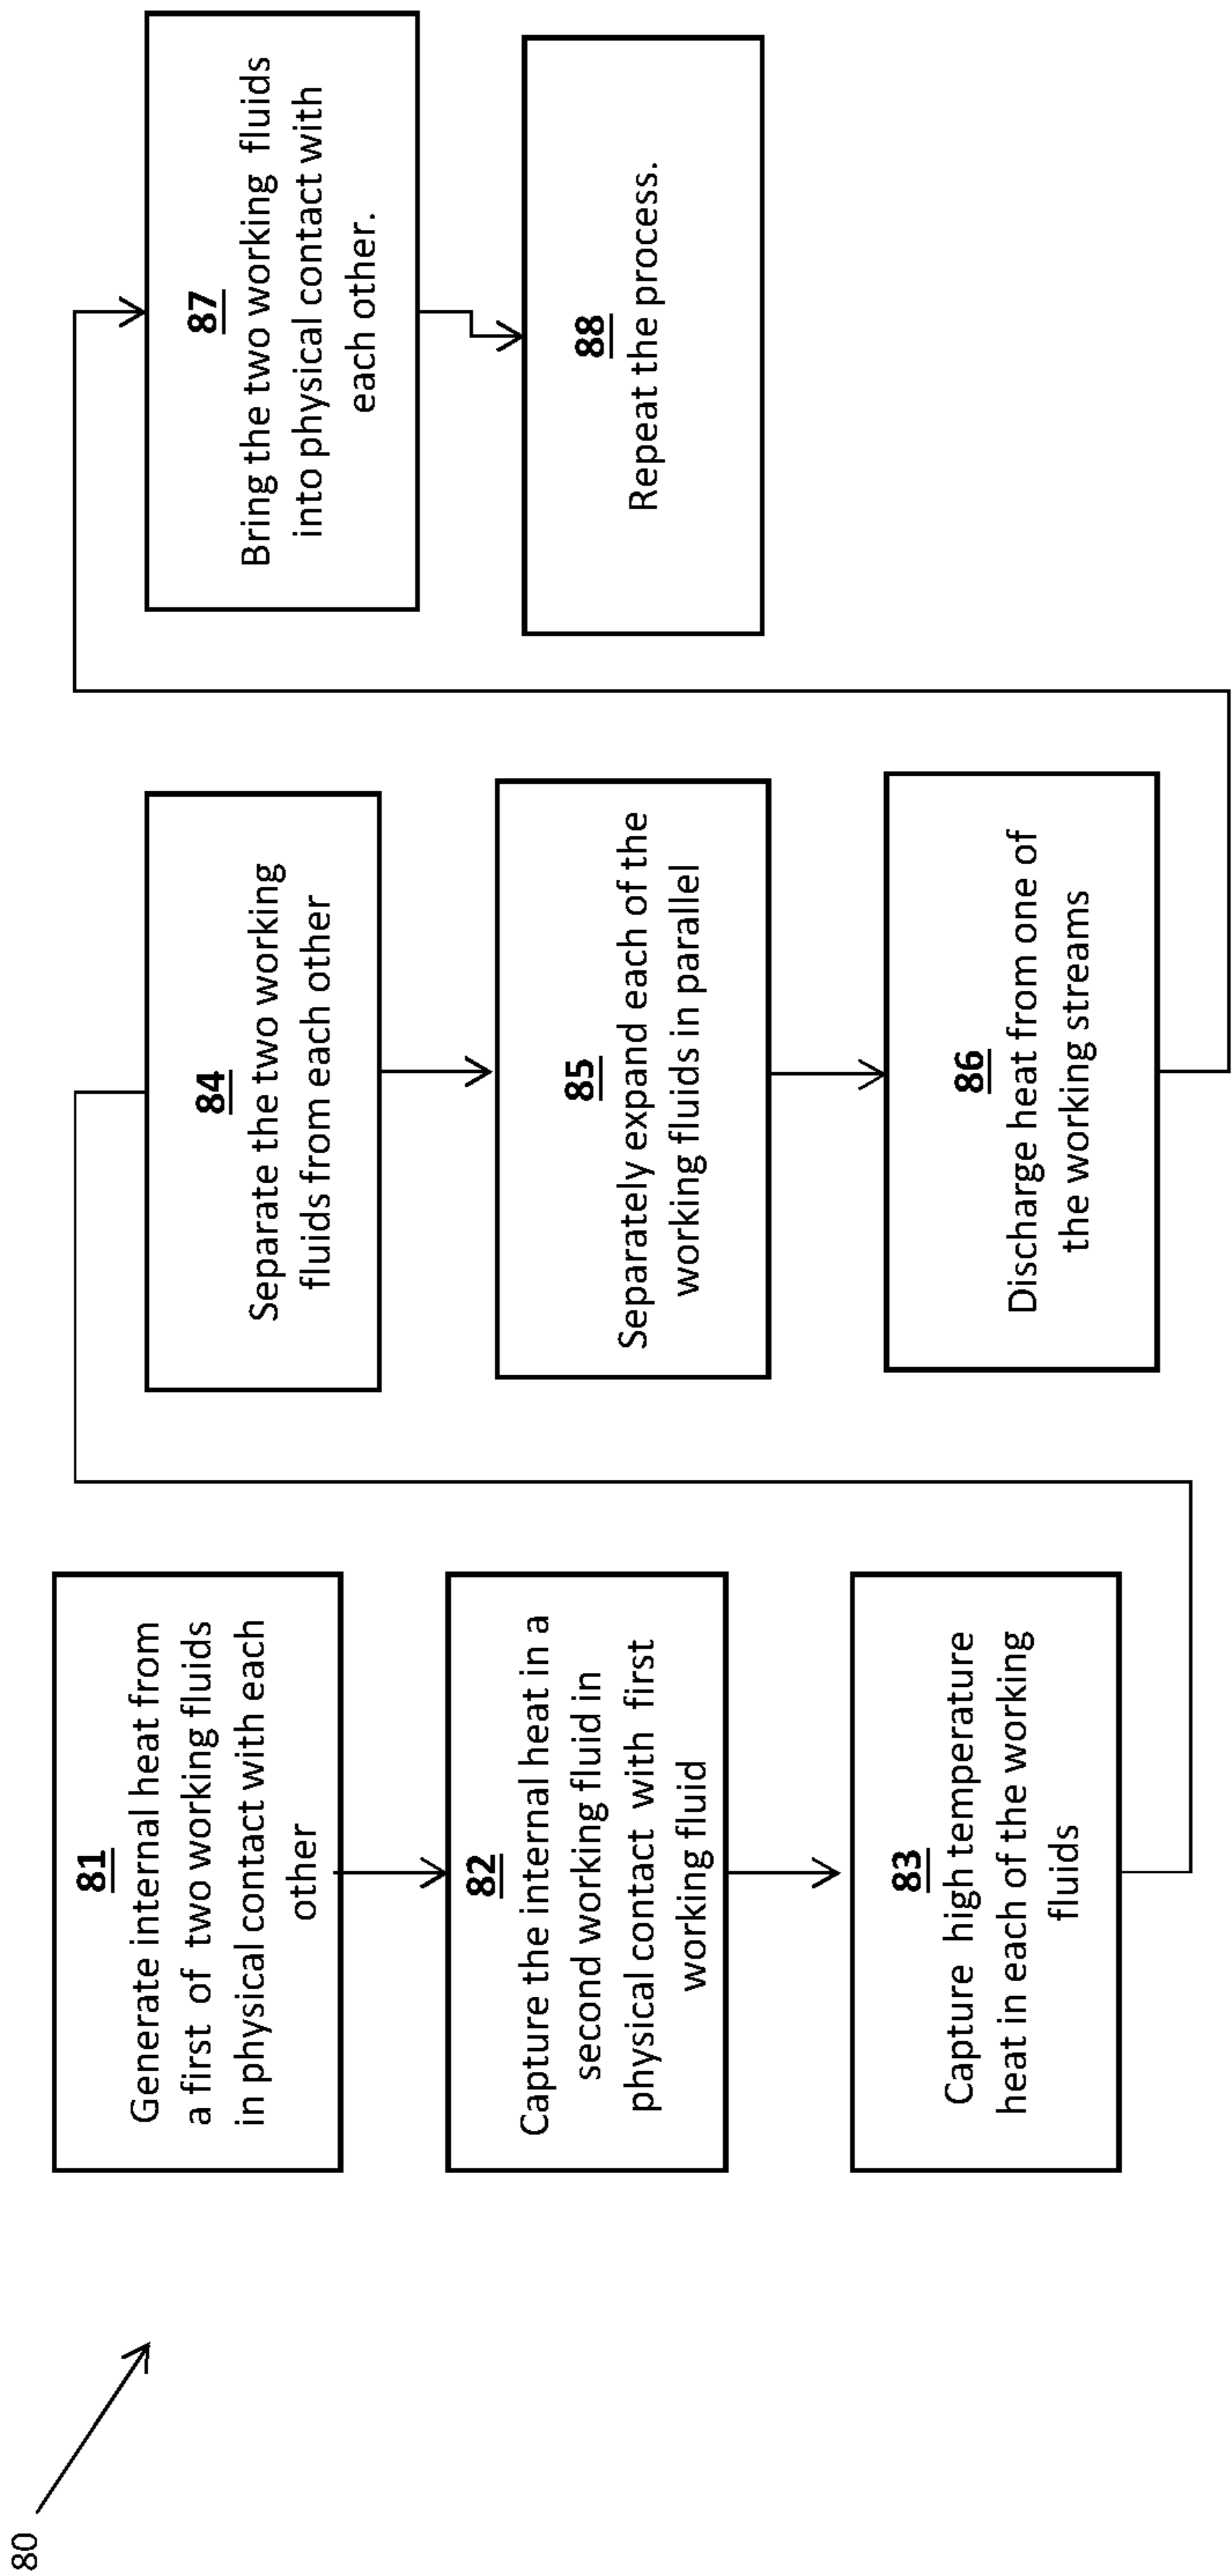 80
81
Generate internal heat from
a first of two working fluids
in physical contact with each
other
82
Capture the internal heat in a
second working fluid in
physical contact with first
working fluid
83
Capture high temperature
heat in each of the working
fluids
84
Separate the two working
fluids from each other
85
Separately expand each of the
working fluids in parallel
86
Discharge heat from one of
the working streams
87
Bring the two working fluids
into physical contact with
each other.
88
Repeat the process.